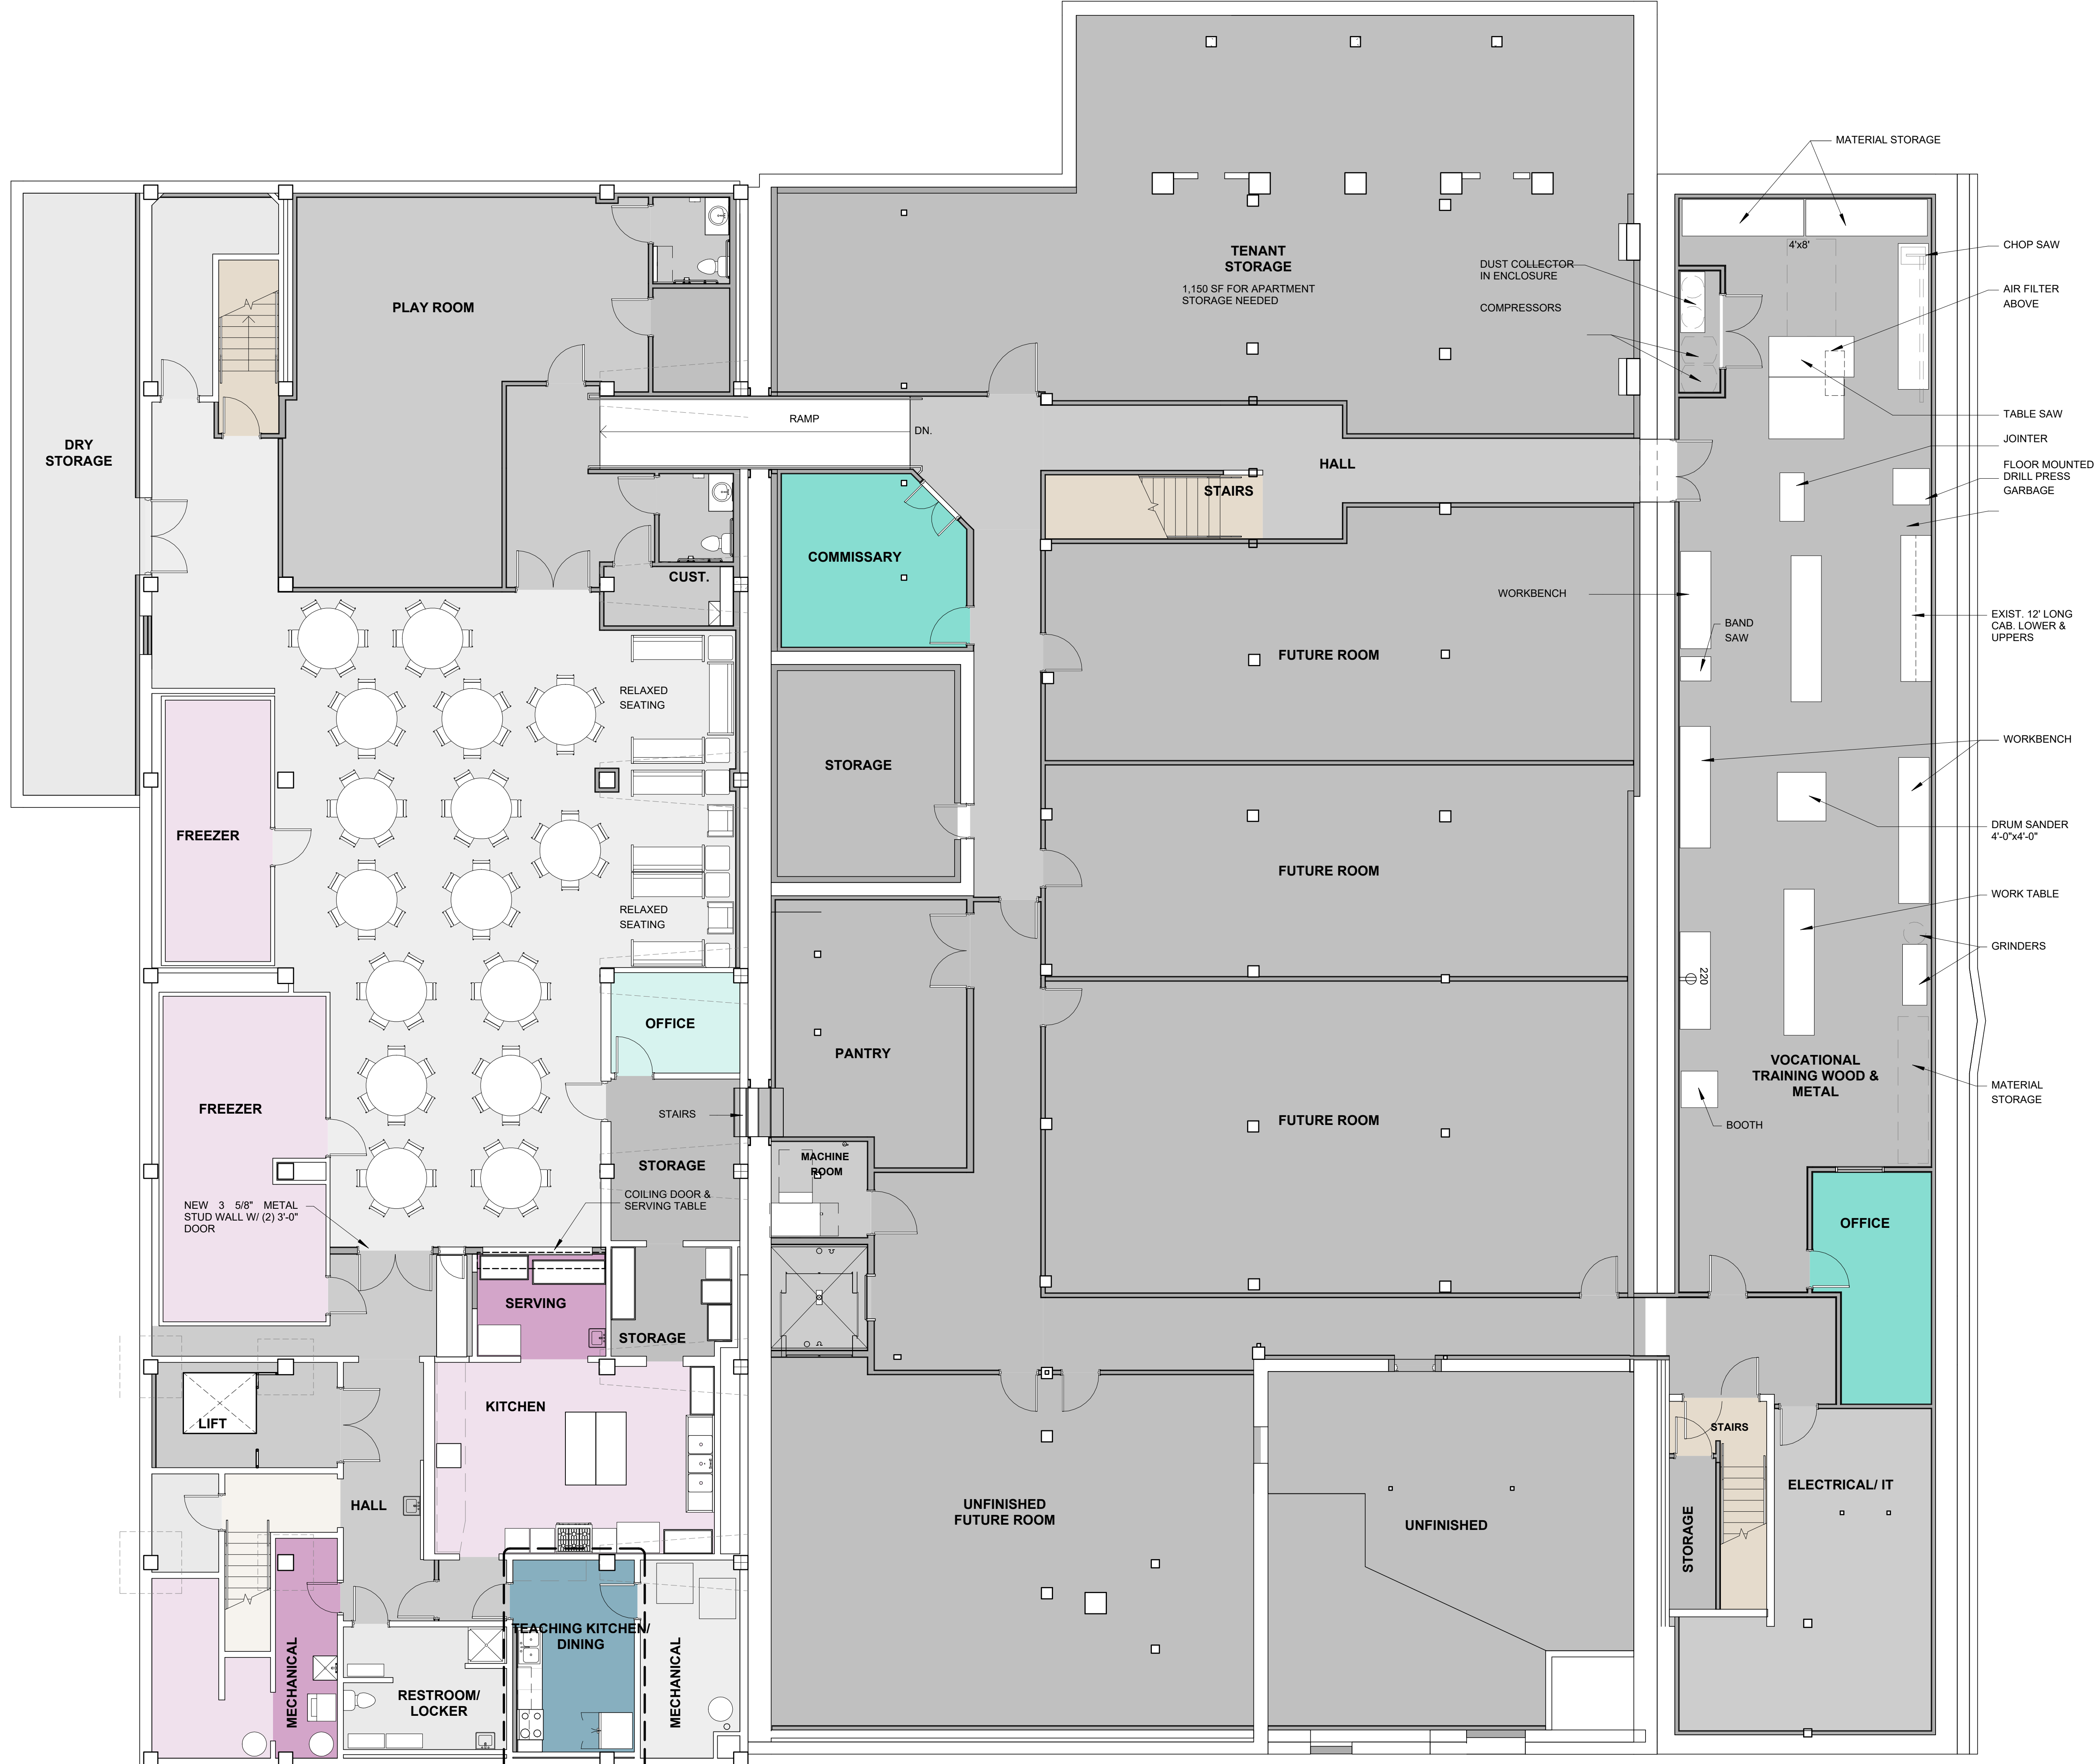 MATERIAL STORAGE
4'x8'
CHOP SAW
TENANT
STORAGE
1,150 SF FOR APARTMENT
STORAGE NEEDED
DUST COLLECTOR
IN ENCLOSURE
COMPRESSORS
AIR FILTER
ABOVE
PLAY ROOM
TABLE SAW
RAMP
DN.
JOINTER
DRY
STORAGE
HALL
FLOOR MOUNTED
DRILL PRESS
GARBAGE
STAIRS
COMMISSARY
CUST.
WORKBENCH
BAND
SAW
EXIST. 12' LONG
CAB. LOWER &
UPPERS
FUTURE ROOM
RELAXED
SEATING
WORKBENCH
STORAGE
FREEZER
DRUM SANDER
4'-0"x4'-0"
FUTURE ROOM
RELAXED
SEATING
WORK TABLE
GRINDERS
220
OFFICE
PANTRY
VOCATIONAL
TRAINING WOOD &
METAL
MATERIAL
STORAGE
FREEZER
STAIRS
FUTURE ROOM
BOOTH
MACHINE
ROOM
STORAGE
NEW 3 5/8" METAL
STUD WALL W/ (2) 3'-0"
DOOR
COILING DOOR &
SERVING TABLE
OFFICE
SERVING
STORAGE
LIFT
KITCHEN
STAIRS
HALL
UNFINISHED
FUTURE ROOM
UNFINISHED
ELECTRICAL/ IT
STORAGE
TEACHING KITCHEN/
DINING
MECHANICAL
RESTROOM/
LOCKER
MECHANICAL